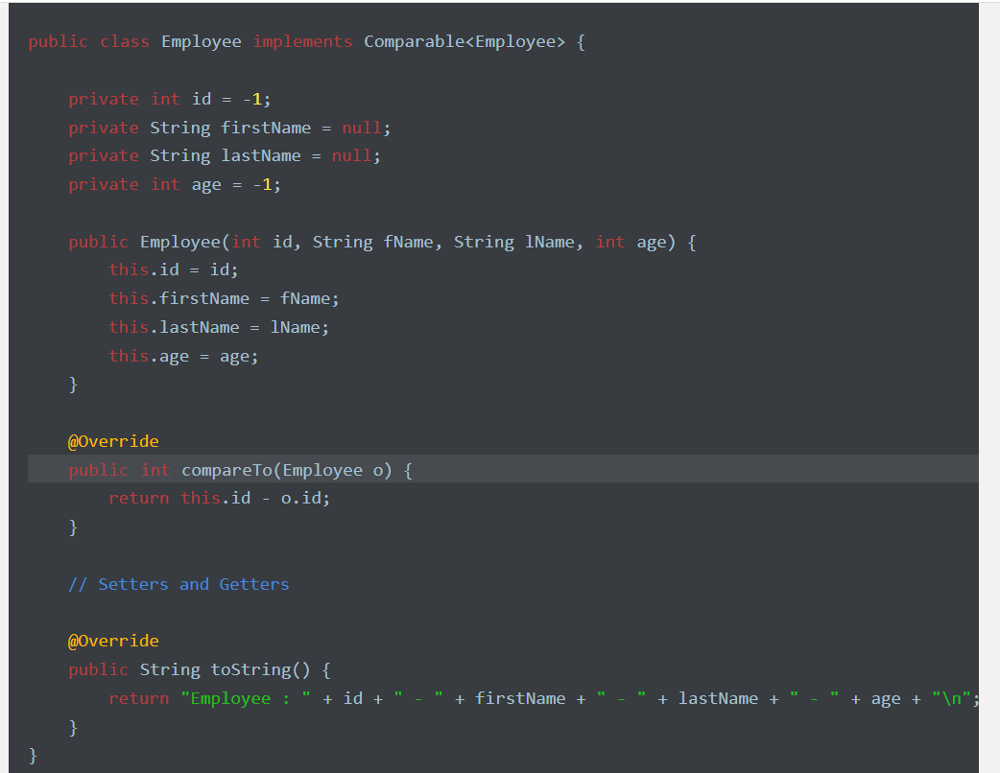 public class Employee implements Comparable<Employee> {
private int id = -1;
private String firstName = null;
private String lastName = null;
private int age = -1;
public Employee(int id, String fName, String lName, int age) {
this.id = id;
this.firstName = fName;
this.lastName = lName;
this.age = age;
}
@Override
public int compareTo(Employee o) {
return this.id - o.id;
}
// Setters and Getters
@Override
public String toString() {
return "Employee : " + id + " - " + firstName + " - " + lastName + " - " + age + "\n";
}
}